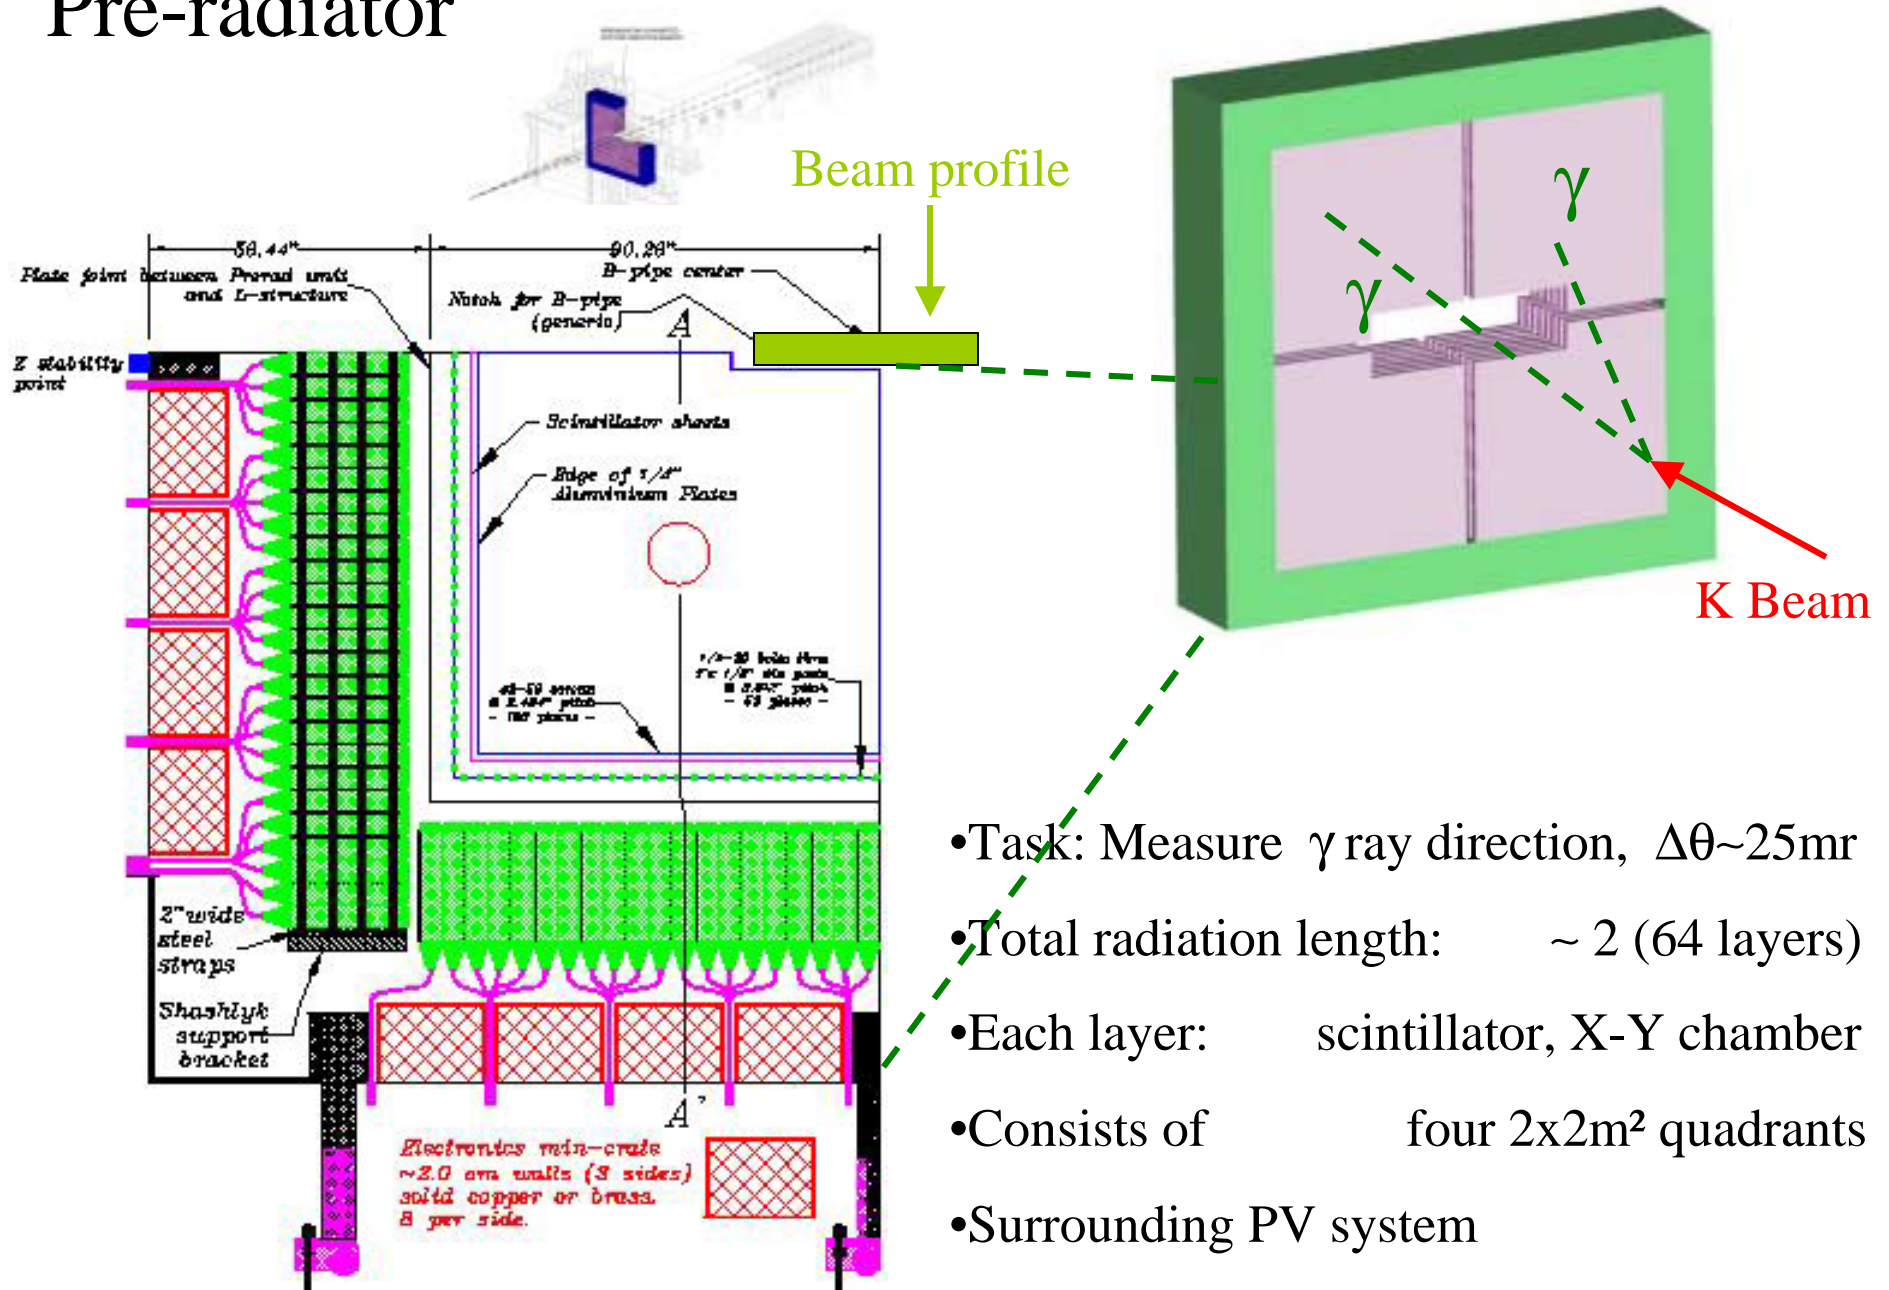 Pre-radiator
Beam profile
56.44"
90.26"
Plate joint between Prerad unit
and L-structure
B-pipe center
Notch for B-pipe
(generic)
A
Z stability
point
Scintillator sheets
Edge of 1/4"
Aluminium Plates
γ
γ
K Beam
- 63 places -
2" wide
steel
straps
Shashlyk
support
bracket
A'
Electronics min-crate
~2.0 cm walls (3 sides)
solid copper or brass.
8 per side.
•Task: Measure γ ray direction, Δθ~25mr
•Total radiation length: ~ 2 (64 layers)
•Each layer: scintillator, X-Y chamber
•Consists of four 2x2m² quadrants
•Surrounding PV system